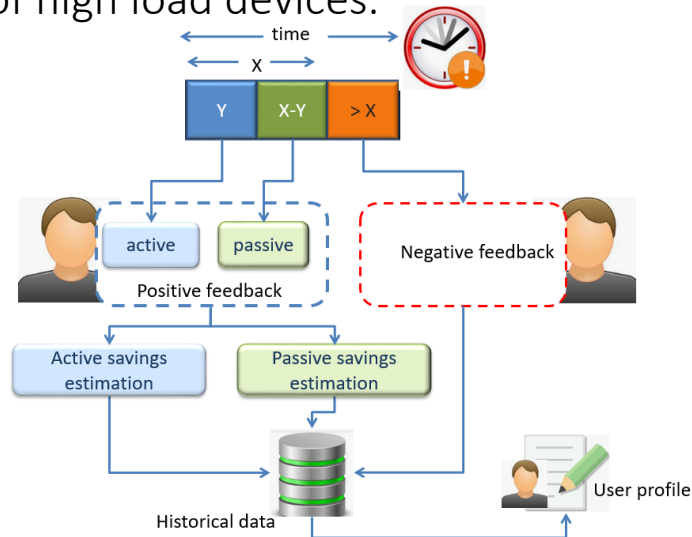 of high load devices.
time
X
Y
X-Y
> X
active
passive
Positive feedback
Negative feedback
Active savings
estimation
Passive savings
estimation
Historical data
User profile